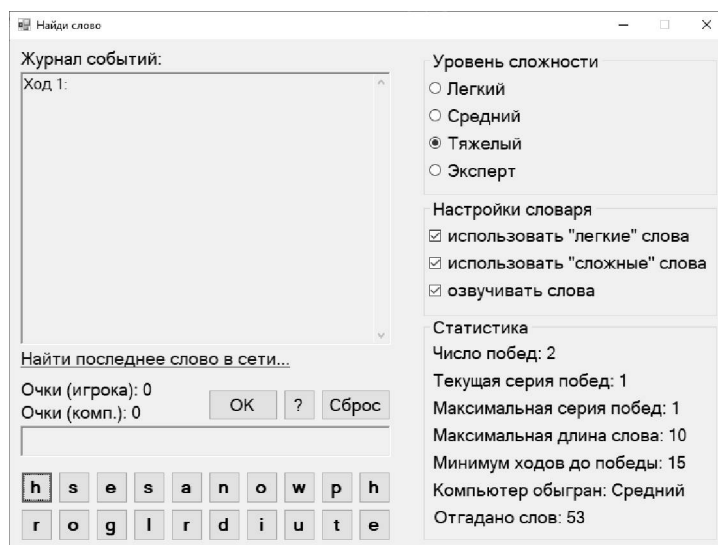 Найди слово
Журнал событий:
Ход 1:
Найти последнее слово в сети...
Очки (игрока): 0
Очки (комп.): 0
OK ? Сброс
h s e s a n o w p h
r o g l r d i u t e
Уровень сложности
Легкий
Средний
Тяжелый
Эксперт
Настройки словаря
использовать "легкие" слова
использовать "сложные" слова
озвучивать слова
Статистика
Число побед: 2
Текущая серия побед: 1
Максимальная серия побед: 1
Максимальная длина слова: 10
Минимум ходов до победы: 15
Компьютер обыгран: Средний
Отгадано слов: 53